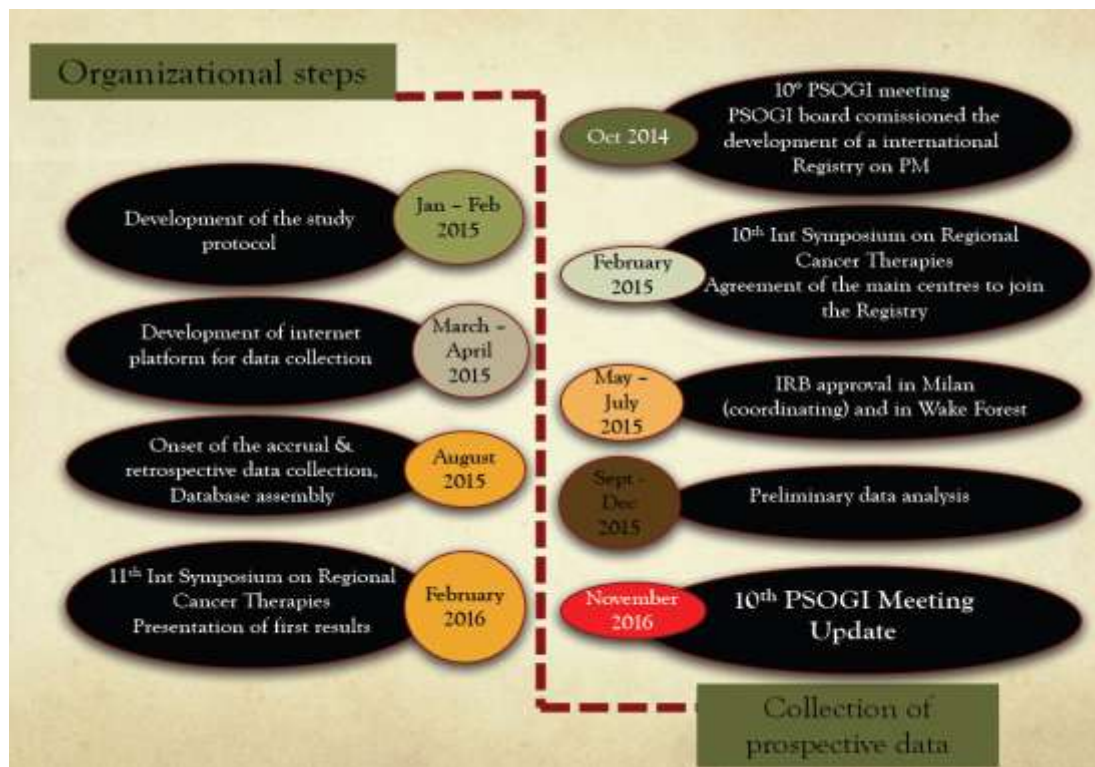 Organizational steps
10° PSOGI meeting
PSOGI board comissioned the
development of a international
Registry on PM
Oct 2014
Development of the study
protocol
Jan – Feb
2015
10th Int Symposium on Regional
Cancer Therapies
Agreement of the main centres to join
the Registry
February
2015
Development of internet
platform for data collection
March –
April
2015
IRB approval in Milan
(coordinating) and in Wake Forest
May –
July
2015
Onset of the accrual &
retrospective data collection,
Database assembly
August
2015
Preliminary data analysis
Sept -
Dec
2015
11th Int Symposium on Regional
Cancer Therapies
Presentation of first results
February
2016
10th PSOGI Meeting
Update
November
2016
Collection of
prospective data